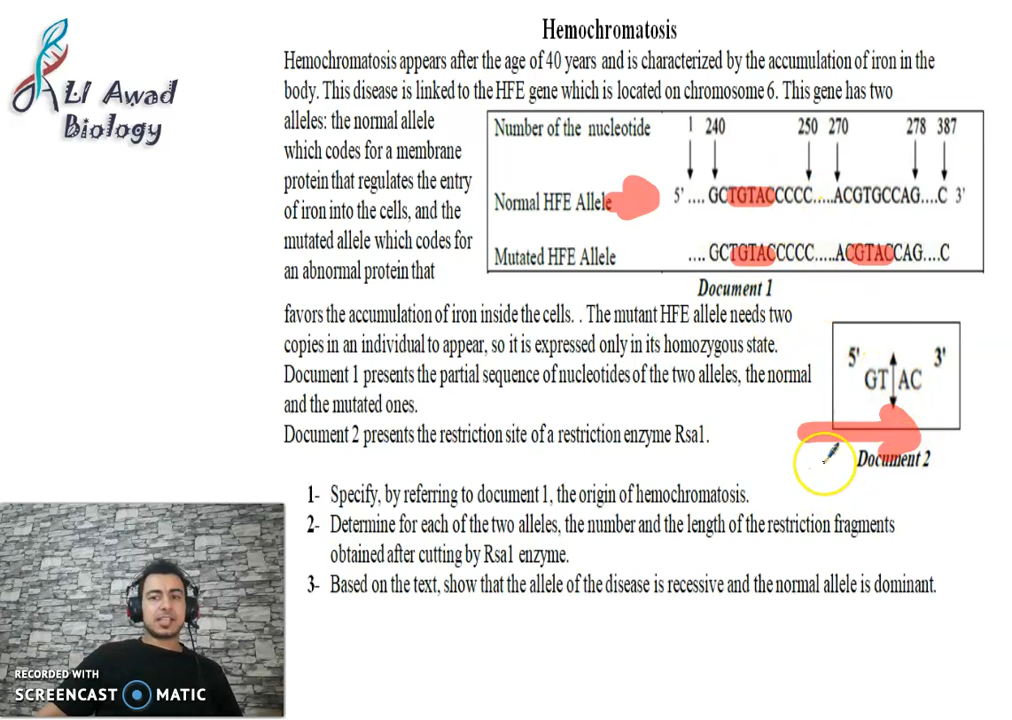 Hemochromatosis
ALI Awad
Biology
Hemochromatosis appears after the age of 40 years and is characterized by the accumulation of iron in the
body. This disease is linked to the HFE gene which is located on chromosome 6. This gene has two
alleles: the normal allele
which codes for a membrane
protein that regulates the entry
of iron into the cells, and the
mutated allele which codes for
an abnormal protein that
Number of the nucleotide 1 240 250 270 278 387
Normal HFE Allele 5' .... GCTGTACCCCC.....ACGTGCCAG....C 3'
Mutated HFE Allele .... GCTGTACCCCC.....ACGTACCAG....C
Document 1
favors the accumulation of iron inside the cells. . The mutant HFE allele needs two
copies in an individual to appear, so it is expressed only in its homozygous state.
Document 1 presents the partial sequence of nucleotides of the two alleles, the normal
and the mutated ones.
Document 2 presents the restriction site of a restriction enzyme Rsa1.
5' 3'
GT AC
Document 2
1- Specify, by referring to document 1, the origin of hemochromatosis.
2- Determine for each of the two alleles, the number and the length of the restriction fragments
obtained after cutting by Rsa1 enzyme.
3- Based on the text, show that the allele of the disease is recessive and the normal allele is dominant.
RECORDED WITH
SCREENCAST MATIC